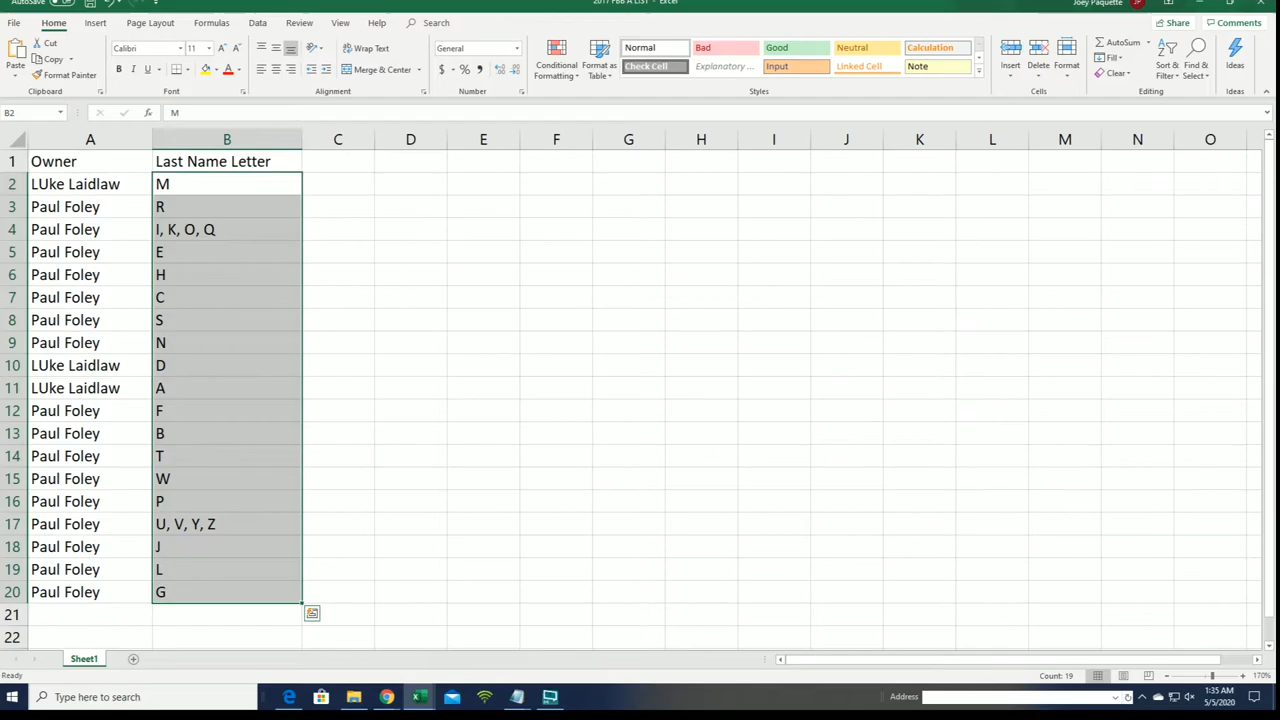 AutoSave Off
2017 FBB A LIST - Excel
Joey Paquette JP
File Home Insert Page Layout Formulas Data Review View Help Search Share Comments
Paste
Cut
Copy
Format Painter
Clipboard
Calibri 11
B I U A
Font
Wrap Text
Merge & Center
Alignment
General
$ % ,
Number
Conditional Formatting
Format as Table
Normal Bad Good Neutral Calculation
Check Cell Explanatory ... Input Linked Cell Note
Styles
Insert Delete Format
Cells
AutoSum
Fill
Clear
Sort & Filter
Find & Select
Editing
Ideas
Ideas
B2 fx M
A B C D E F G H I J K L M N O
1 Owner Last Name Letter
2 LUke Laidlaw M
3 Paul Foley R
4 Paul Foley I, K, O, Q
5 Paul Foley E
6 Paul Foley H
7 Paul Foley C
8 Paul Foley S
9 Paul Foley N
10 LUke Laidlaw D
11 LUke Laidlaw A
12 Paul Foley F
13 Paul Foley B
14 Paul Foley T
15 Paul Foley W
16 Paul Foley P
17 Paul Foley U, V, Y, Z
18 Paul Foley J
19 Paul Foley L
20 Paul Foley G
21
22
Sheet1
Ready Count: 19 170%
Type here to search Address 1:35 AM
5/5/2020